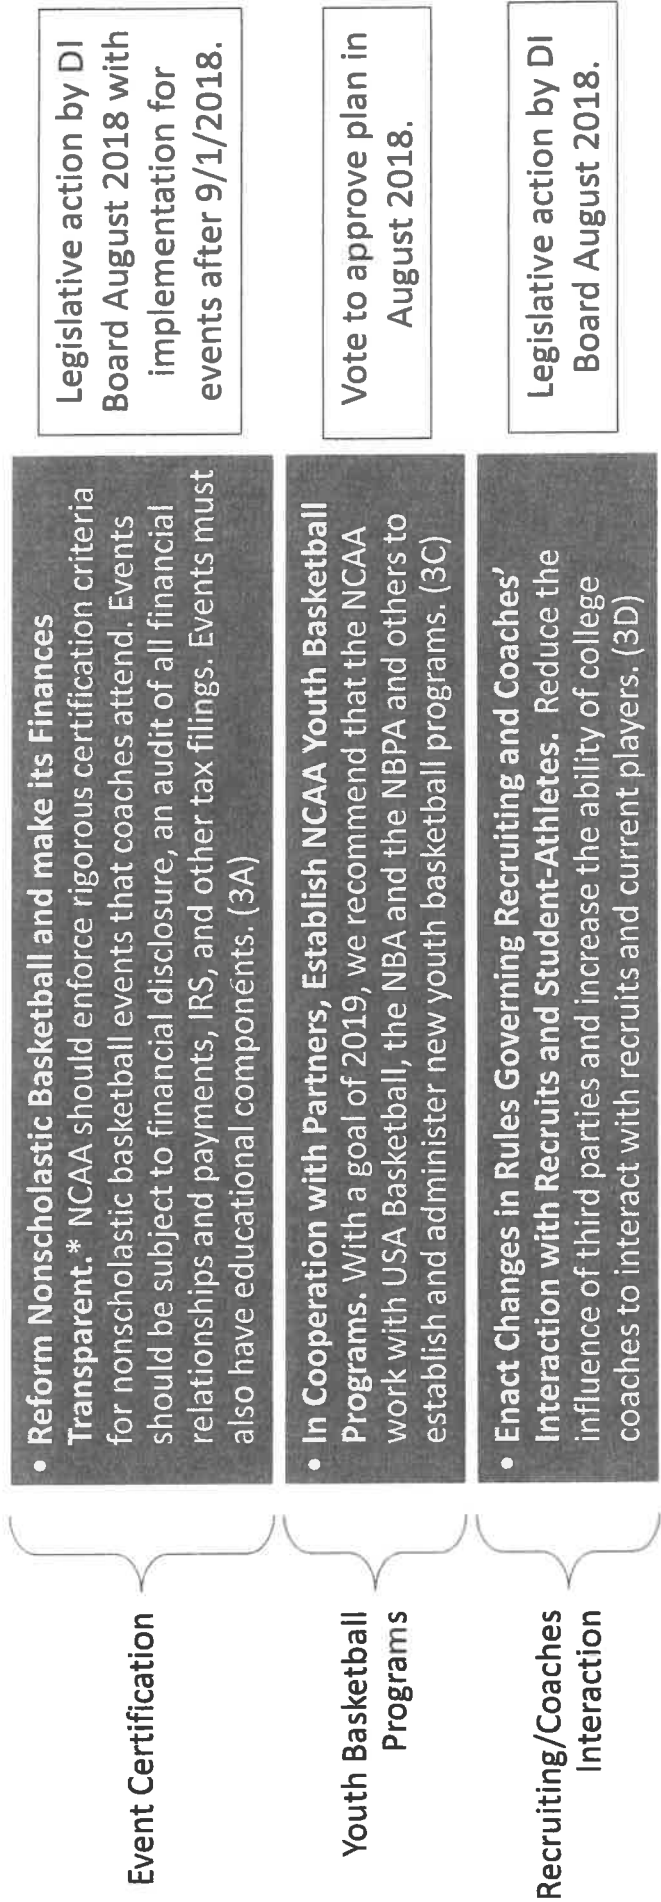 Event Certification
• Reform Nonscholastic Basketball and make its Finances
Transparent.* NCAA should enforce rigorous certification criteria
for nonscholastic basketball events that coaches attend. Events
should be subject to financial disclosure, an audit of all financial
relationships and payments, IRS, and other tax filings. Events must
also have educational components. (3A)
Legislative action by DI
Board August 2018 with
implementation for
events after 9/1/2018.
Youth Basketball
Programs
• In Cooperation with Partners, Establish NCAA Youth Basketball
Programs. With a goal of 2019, we recommend that the NCAA
work with USA Basketball, the NBA and the NBPA and others to
establish and administer new youth basketball programs. (3C)
Vote to approve plan in
August 2018.
Recruiting/Coaches
Interaction
• Enact Changes in Rules Governing Recruiting and Coaches'
Interaction with Recruits and Student-Athletes. Reduce the
influence of third parties and increase the ability of college
coaches to interact with recruits and current players. (3D)
Legislative action by DI
Board August 2018.